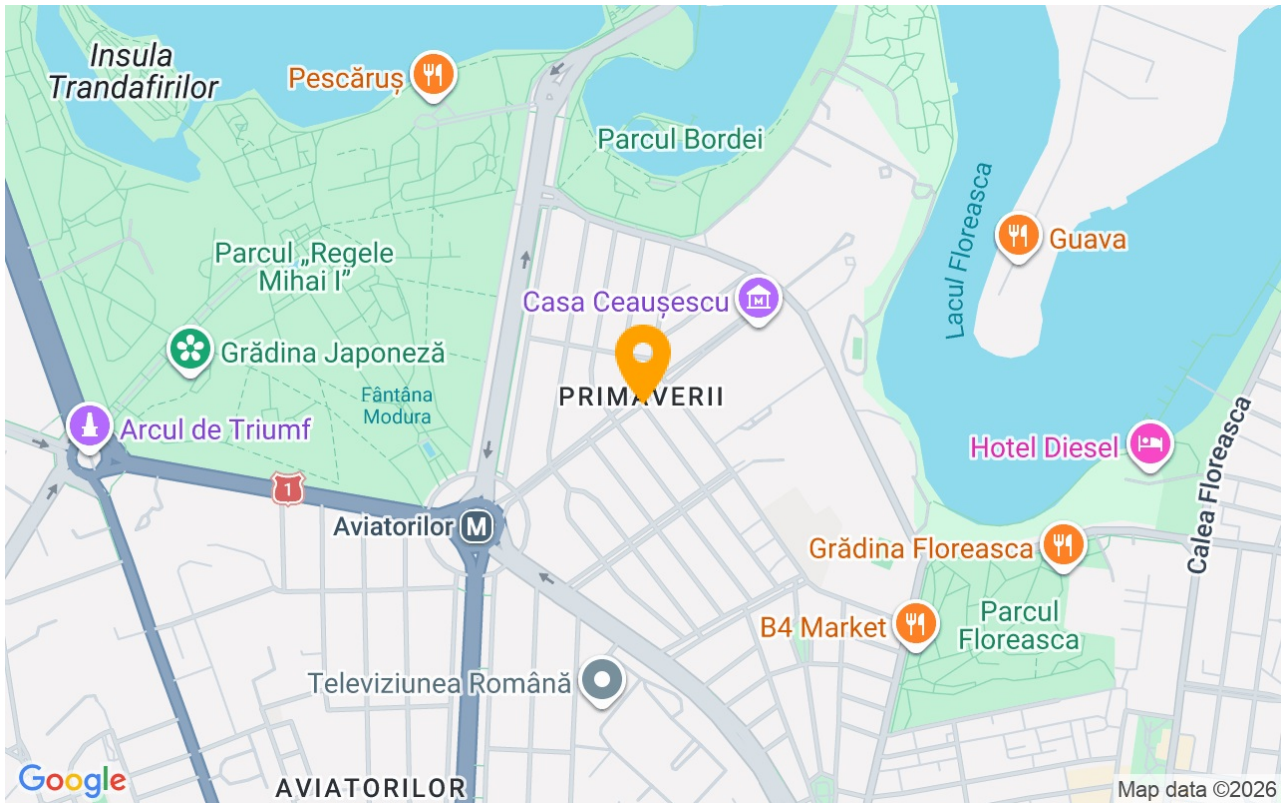 Insula
Trandafirilor
Pescăruș
Parcul Bordei
Lacul Floreasca
Guava
Parcul „Regele
Mihai I”
Casa Ceaușescu
M
Grădina Japoneză
PRIMĂVERII
Fântâna
Modura
Arcul de Triumf
Hotel Diesel
Calea Floreasca
1
Aviatorilor M
Grădina Floreasca
B4 Market
Parcul
Floreasca
Televiziunea Română
AVIATORILOR
Google
Map data ©2026